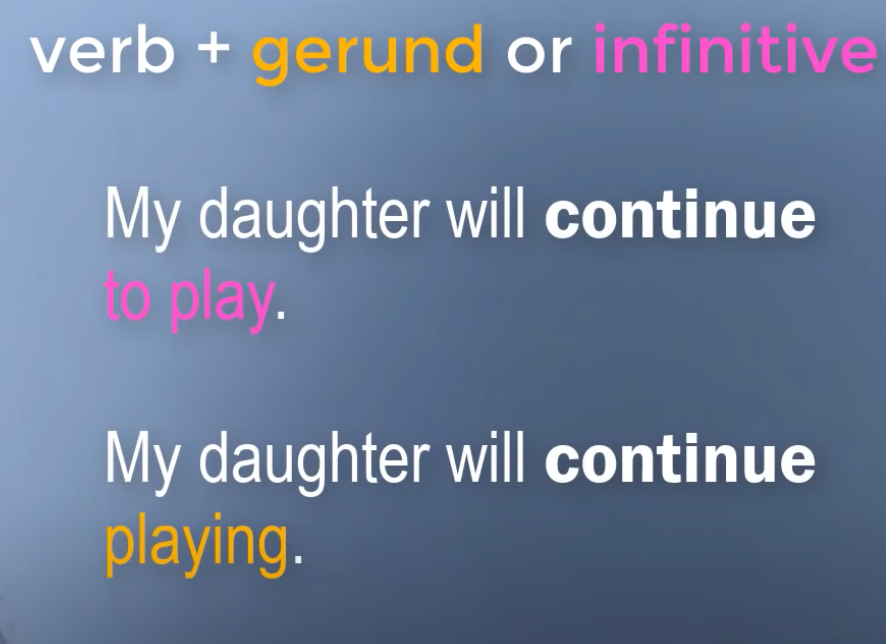 verb + gerund or infinitive
My daughter will continue
to play.
My daughter will continue
playing.